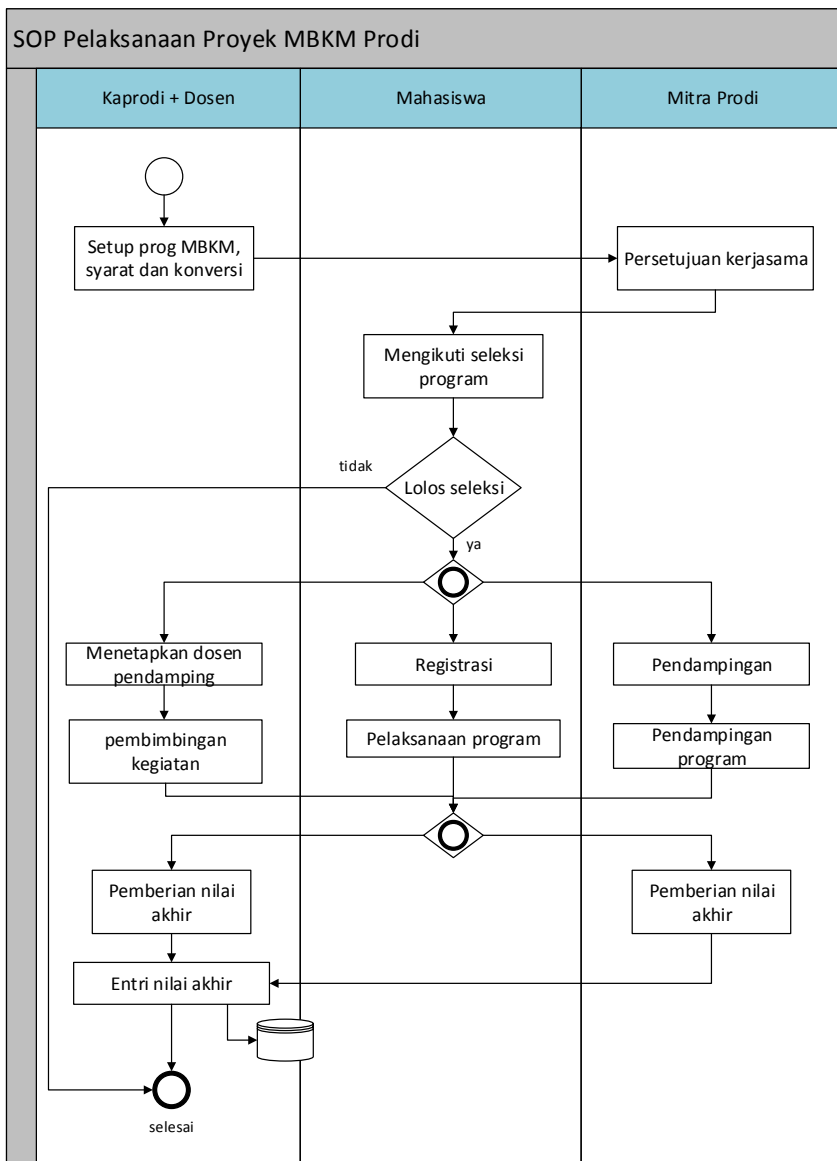 SOP Pelaksanaan Proyek MBKM Prodi
Kaprodi + Dosen
Mahasiswa
Mitra Prodi
Setup prog MBKM,
syarat dan konversi
Persetujuan kerjasama
Mengikuti seleksi
program
tidak
Lolos seleksi
ya
Menetapkan dosen
pendamping
Registrasi
Pendampingan
pembimbingan
kegiatan
Pelaksanaan program
Pendampingan
program
Pemberian nilai
akhir
Pemberian nilai
akhir
Entri nilai akhir
selesai